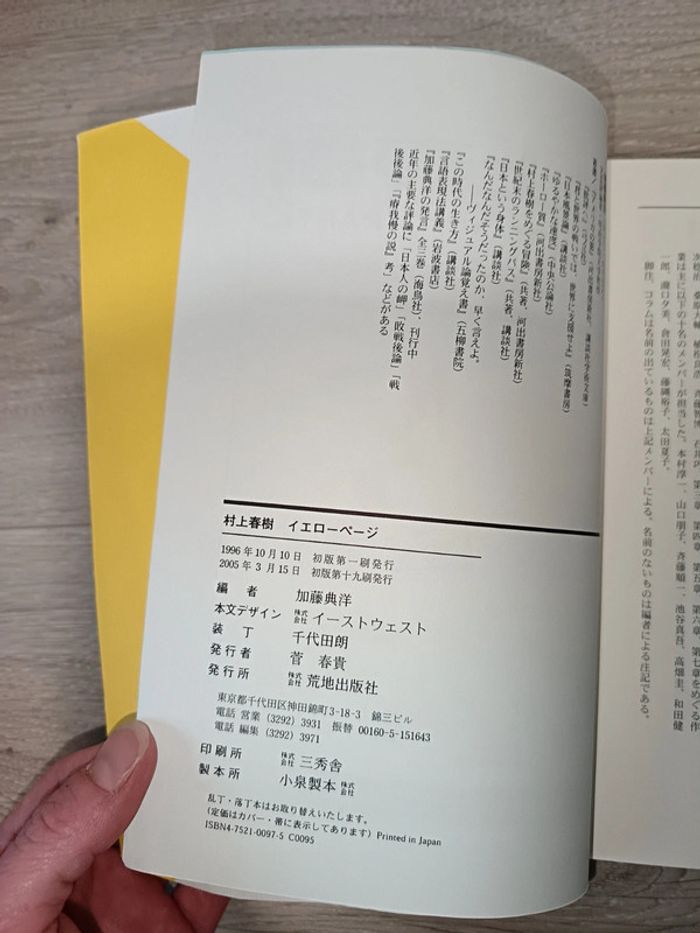 『日本風景論』（講談社）
『ゆるやかな速度』（中央公論社）
『ホーロー質』（河出書房新社）
『村上春樹をめぐる冒険』（共著、河出書房新社）
『世紀末のランニングパス』（共著、講談社）
『日本という身体』（講談社）
『なんだなんだそうだったのか、早く言えよ。
――ヴィジュアル論覚え書』（五柳書院）
『この時代の生き方』（講談社）
『言語表現法講義』（岩波書店）
『加藤典洋の発言』全三巻（海鳥社）、刊行中
近年の主要な評論に「日本人の岬」「敗戦後論」「戦
後後論」「『瘠我慢の説』考」などがある
村上春樹　イエローページ
1996年10月10日　初版第一刷発行
2005年3月15日　初版第十九刷発行
編者　加藤典洋
本文デザイン　株式会社イーストウェスト
装丁　千代田朗
発行者　菅　春貴
発行所　株式会社荒地出版社
東京都千代田区神田錦町3-18-3　錦三ビル
電話 営業 (3292) 3931　振替 00160-5-151643
電話 編集 (3292) 3971
印刷所　株式会社三秀舎
製本所　小泉製本株式会社
乱丁・落丁本はお取り替えいたします。
（定価はカバー・帯に表示してあります）Printed in Japan
ISBN4-7521-0097-5 C0095
業は主に以下の十名のメンバーが担当した。本村淳一、山口朋子、斉藤順一、池谷真吾、高畑圭、和田健
一郎、瀧口夕美、倉田晃宏、藤縄裕子、太田夏子。
脚注、コラムは名前の出ているものは上記メンバーによる。名前のないものは編者による注記である。